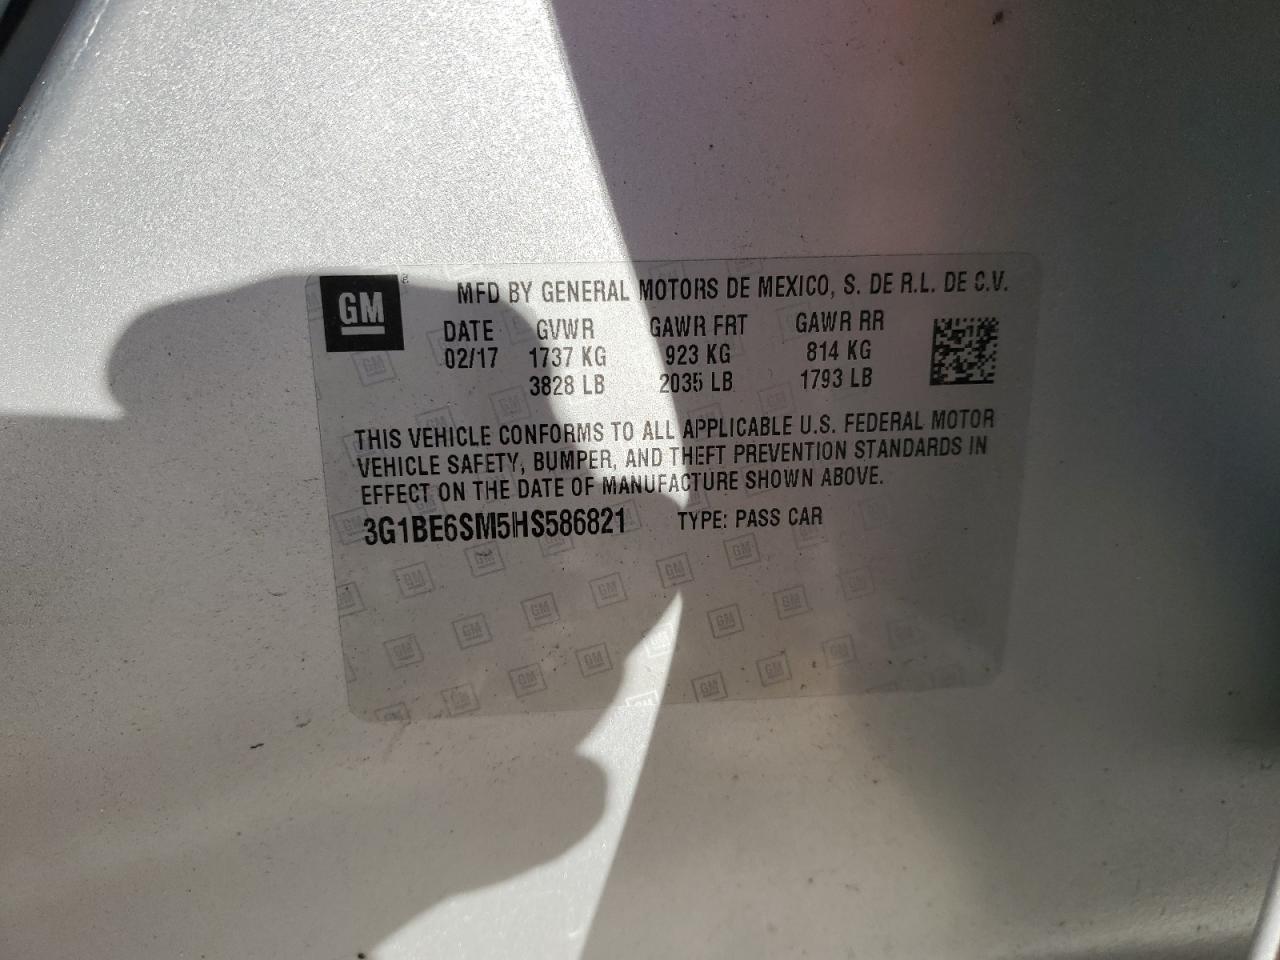 GM
MFD BY GENERAL MOTORS DE MEXICO, S. DE R.L. DE C.V.
DATE GVWR GAWR FRT GAWR RR
02/17 1737 KG 923 KG 814 KG
3828 LB 2035 LB 1793 LB
THIS VEHICLE CONFORMS TO ALL APPLICABLE U.S. FEDERAL MOTOR
VEHICLE SAFETY, BUMPER, AND THEFT PREVENTION STANDARDS IN
EFFECT ON THE DATE OF MANUFACTURE SHOWN ABOVE.
3G1BE6SM5HS586821 TYPE: PASS CAR